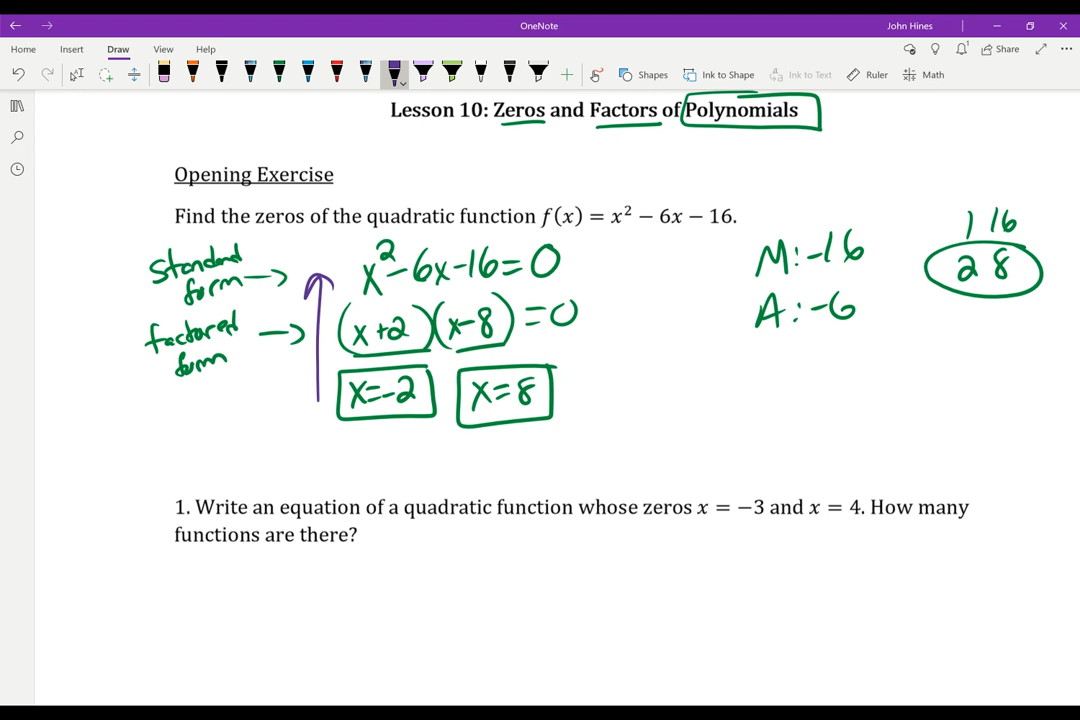 OneNote
John Hines
Home Insert Draw View Help
1
Share
Shapes Ink to Shape Ink to Text Ruler Math
Lesson 10: Zeros and Factors of Polynomials
Opening Exercise
Find the zeros of the quadratic function f(x) = x² − 6x − 16.
standard form → x²-6x-16=0
M:-16
1 16
2 8
factored form → (x+2)(x-8)=0
A:-6
x=-2 x=8
1. Write an equation of a quadratic function whose zeros x = −3 and x = 4. How many
functions are there?